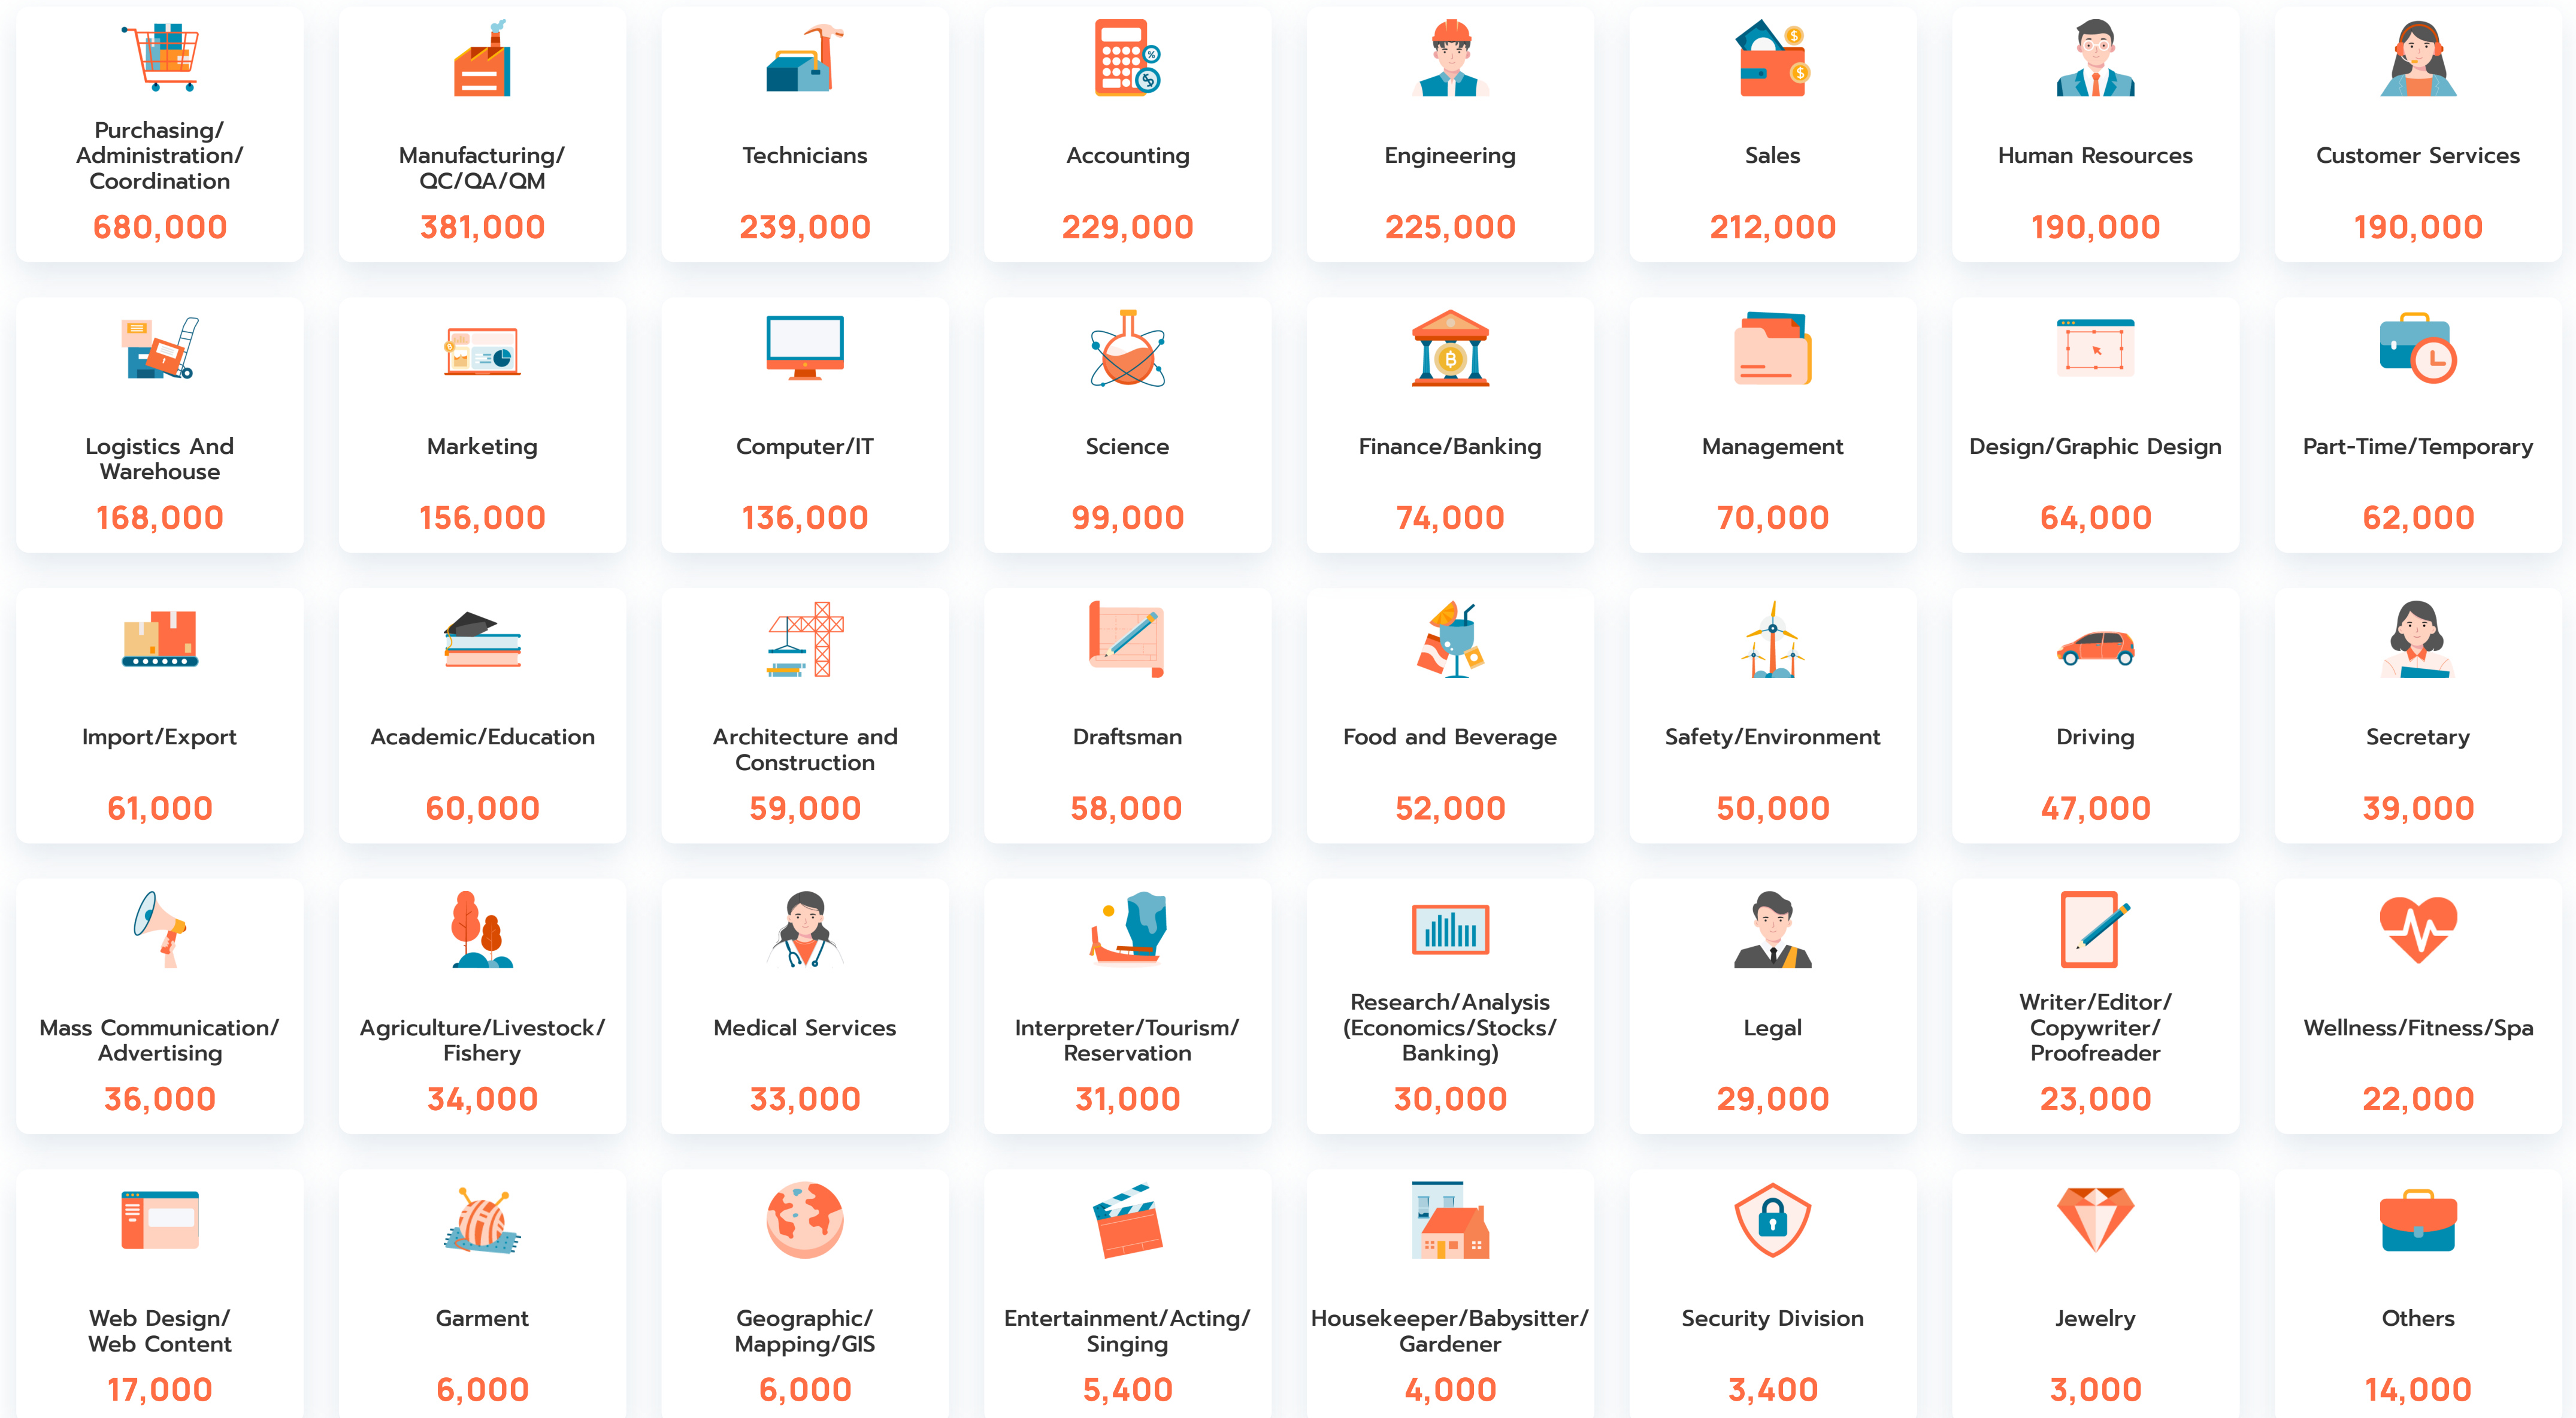 Purchasing/
Administration/
Coordination
680,000
Manufacturing/
QC/QA/QM
381,000
Technicians
239,000
Accounting
229,000
Engineering
225,000
Sales
212,000
Human Resources
190,000
Customer Services
190,000
Logistics And
Warehouse
168,000
Marketing
156,000
Computer/IT
136,000
Science
99,000
Finance/Banking
74,000
Management
70,000
Design/Graphic Design
64,000
Part-Time/Temporary
62,000
Import/Export
61,000
Academic/Education
60,000
Architecture and
Construction
59,000
Draftsman
58,000
Food and Beverage
52,000
Safety/Environment
50,000
Driving
47,000
Secretary
39,000
Mass Communication/
Advertising
36,000
Agriculture/Livestock/
Fishery
34,000
Medical Services
33,000
Interpreter/Tourism/
Reservation
31,000
Research/Analysis
(Economics/Stocks/
Banking)
30,000
Legal
29,000
Writer/Editor/
Copywriter/
Proofreader
23,000
Wellness/Fitness/Spa
22,000
Web Design/
Web Content
17,000
Garment
6,000
Geographic/
Mapping/GIS
6,000
Entertainment/Acting/
Singing
5,400
Housekeeper/Babysitter/
Gardener
4,000
Security Division
3,400
Jewelry
3,000
Others
14,000